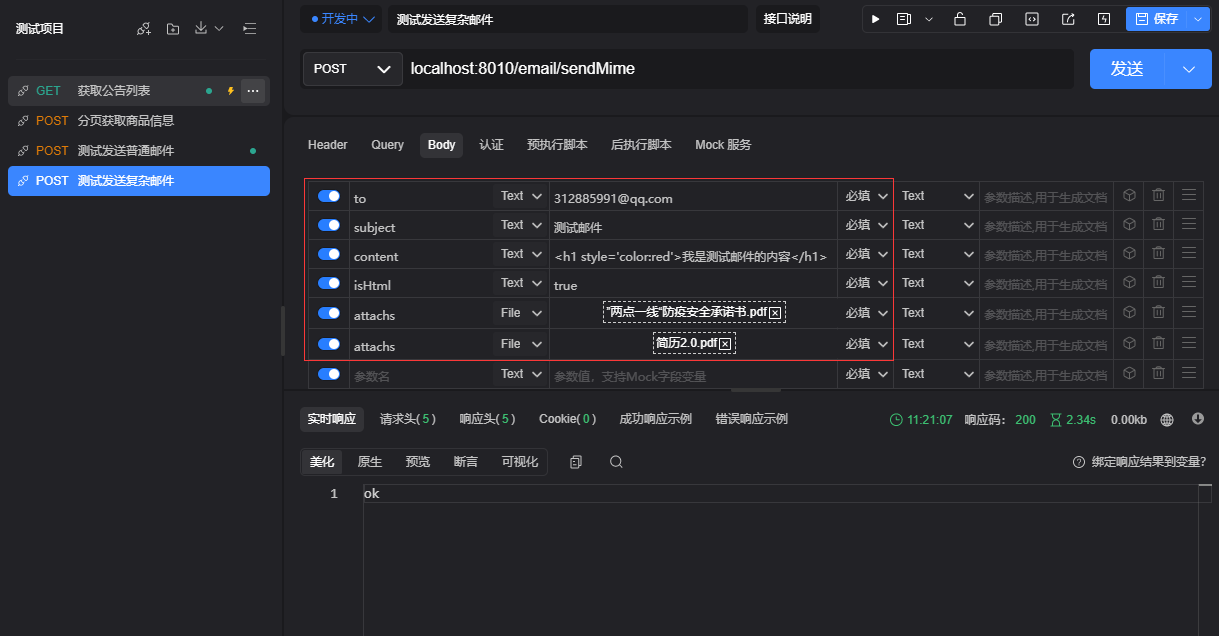 测试项目
GET 获取公告列表
POST 分页获取商品信息
POST 测试发送普通邮件
POST 测试发送复杂邮件
开发中 测试发送复杂邮件 接口说明 保存
POST localhost:8010/email/sendMime 发送
Header Query Body 认证 预执行脚本 后执行脚本 Mock 服务
to Text 312885991@qq.com 必填 Text 参数描述,用于生成文档
subject Text 测试邮件 必填 Text 参数描述,用于生成文档
content Text <h1 style='color:red'>我是测试邮件的内容</h1> 必填 Text 参数描述,用于生成文档
isHtml Text true 必填 Text 参数描述,用于生成文档
attachs File "两点一线"防疫安全承诺书.pdf 必填 Text 参数描述,用于生成文档
attachs File 简历2.0.pdf 必填 Text 参数描述,用于生成文档
参数名 Text 参数值，支持Mock字段变量 必填 Text 参数描述,用于生成文档
实时响应 请求头(5) 响应头(5) Cookie(0) 成功响应示例 错误响应示例 11:21:07 响应码: 200 2.34s 0.00kb
美化 原生 预览 断言 可视化 绑定响应结果到变量?
1 ok